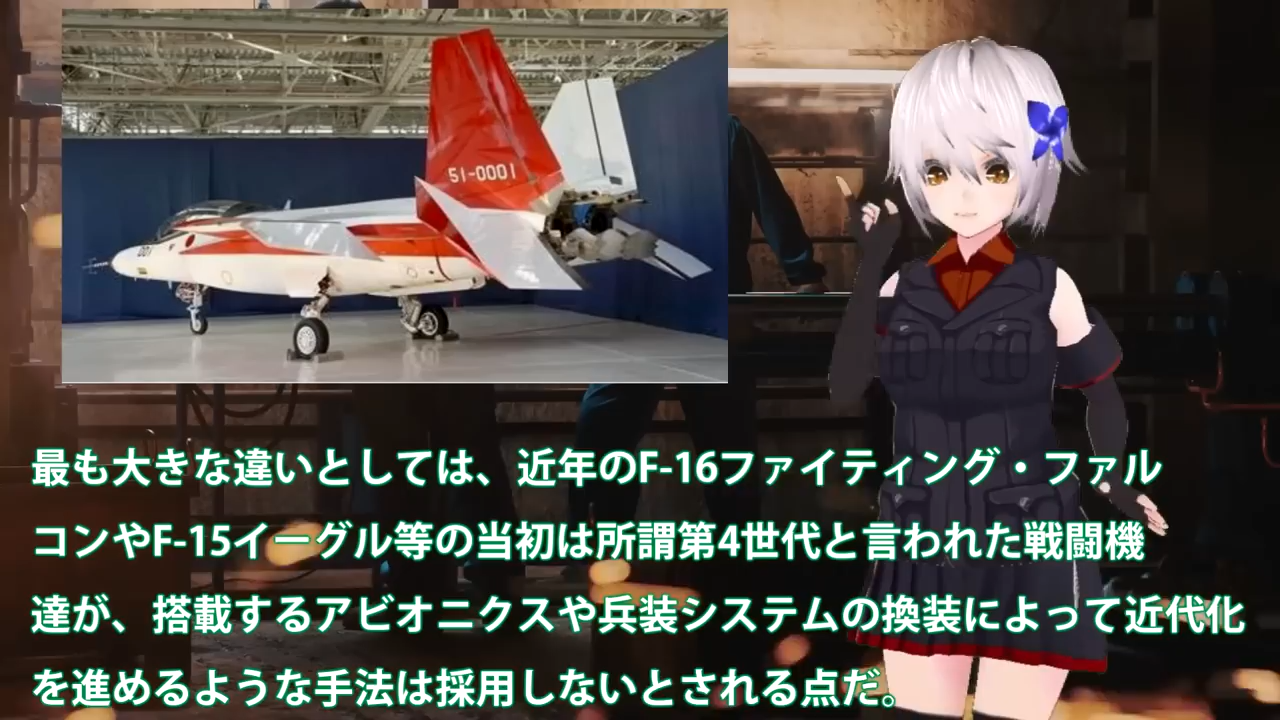 51-0001
001
最も大きな違いとしては、近年のF-16ファイティング・ファル
コンやF-15イーグル等の当初は所謂第4世代と言われた戦闘機
達が、搭載するアビオニクスや兵装システムの換装によって近代化
を進めるような手法は採用しないとされる点だ。